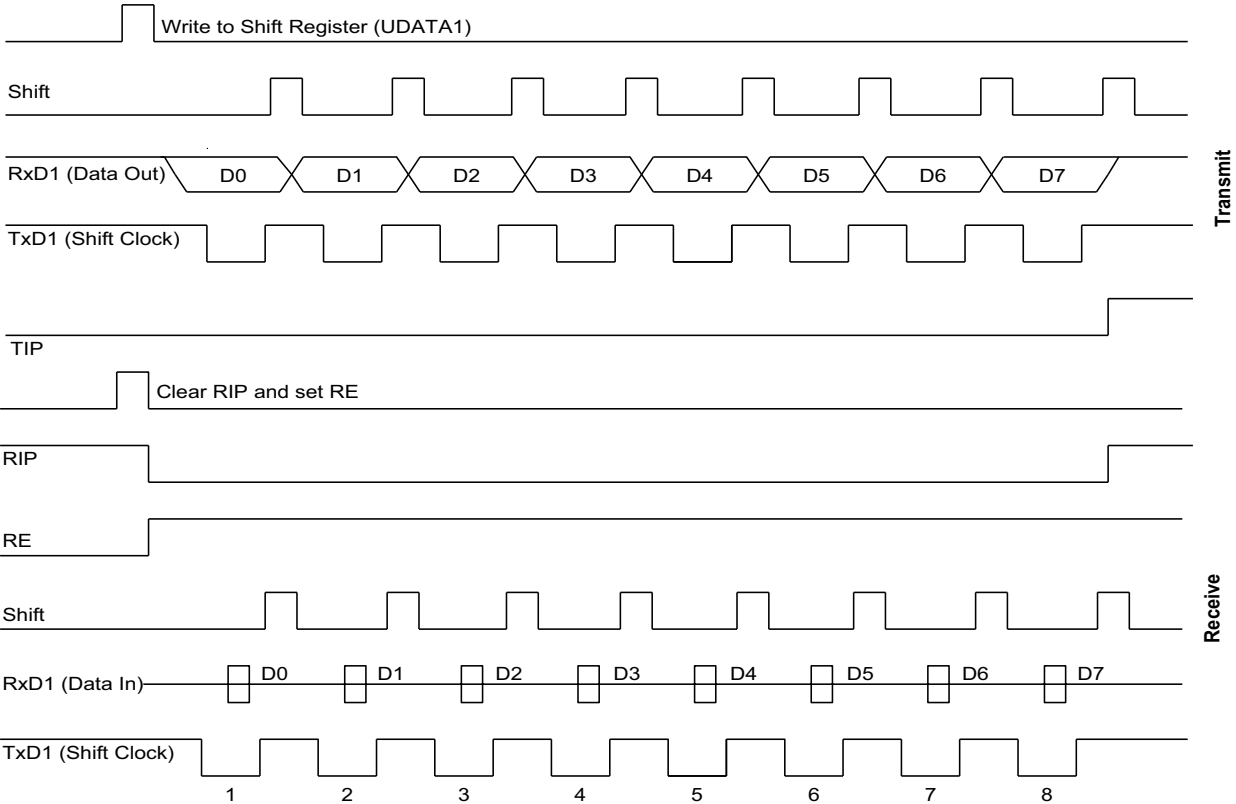 Write to Shift Register (UDATA1)
Shift
RxD1 (Data Out) D0 D1 D2 D3 D4 D5 D6 D7
TxD1 (Shift Clock)
TIP
Transmit
Clear RIP and set RE
RIP
RE
Shift
RxD1 (Data In) D0 D1 D2 D3 D4 D5 D6 D7
TxD1 (Shift Clock)
1 2 3 4 5 6 7 8
Receive